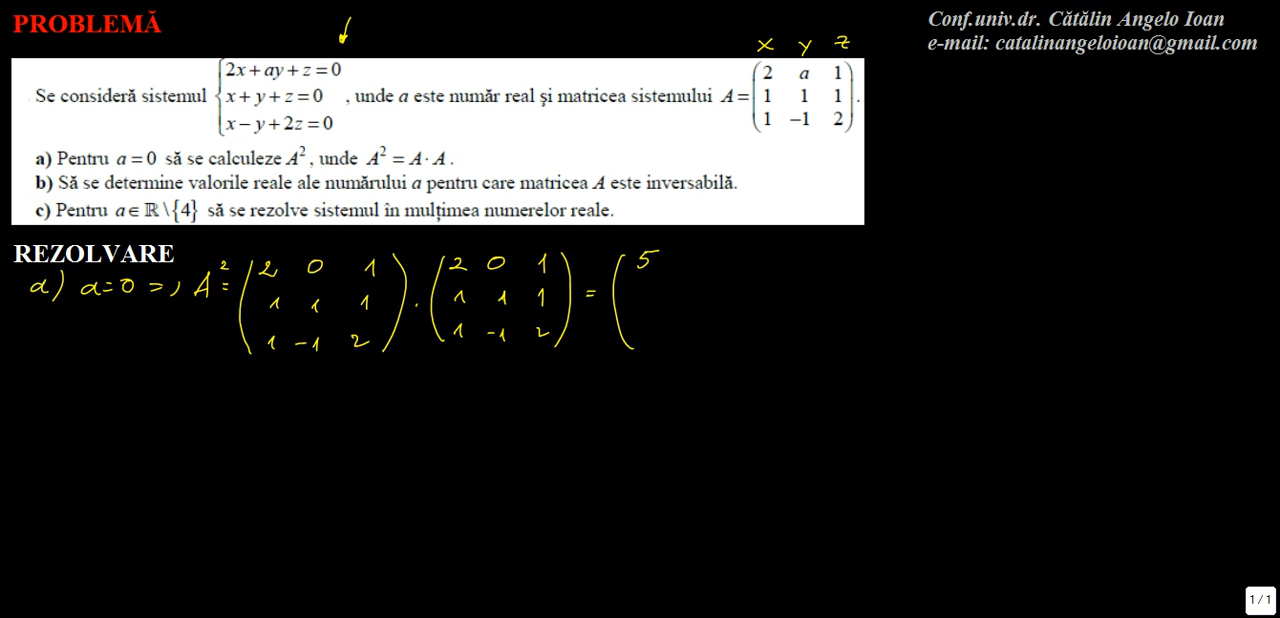 PROBLEMĂ
Conf.univ.dr. Cătălin Angelo Ioan
e-mail: catalinangeloioan@gmail.com
x y z
2x + ay + z = 0
Se consideră sistemul { x + y + z = 0 , unde a este număr real şi matricea sistemului A =
x − y + 2z = 0
2 a 1
1 1 1
1 −1 2
.
a) Pentru a = 0 să se calculeze A², unde A² = A · A .
b) Să se determine valorile reale ale numărului a pentru care matricea A este inversabilă.
c) Pentru a ∈ ℝ \ {4} să se rezolve sistemul în mulţimea numerelor reale.
REZOLVARE
a) a=0 => A² =
2 0 1
1 1 1
1 -1 2
·
2 0 1
1 1 1
1 -1 2
= ( 5
1 / 1